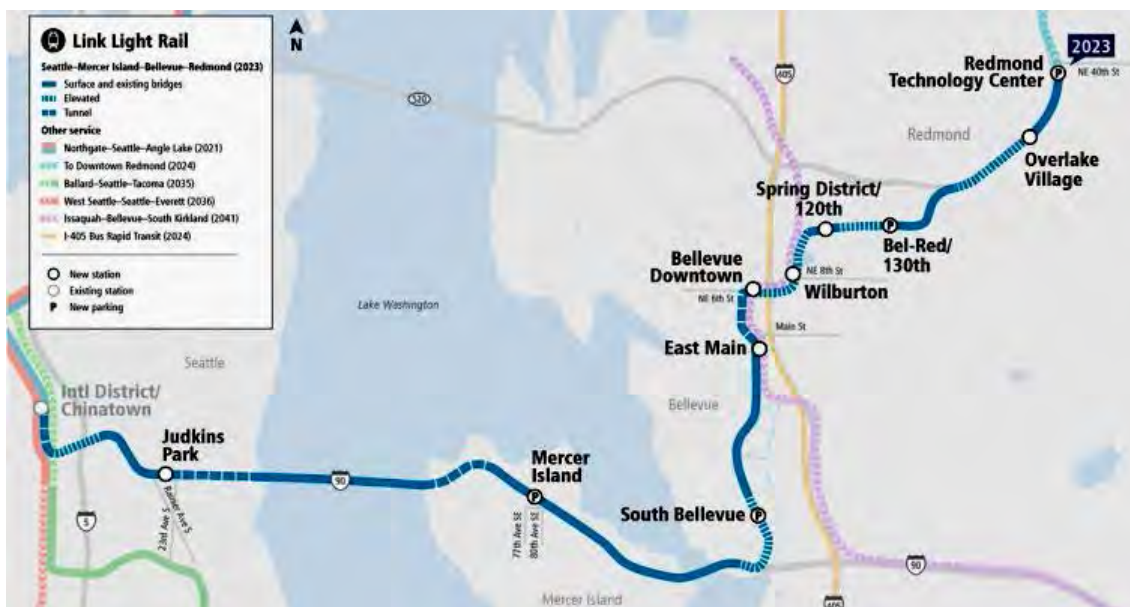 Link Light Rail
Seattle–Mercer Island–Bellevue–Redmond (2023)
Surface and existing bridges
Elevated
Tunnel
Other service
Northgate–Seattle–Angle Lake (2021)
To Downtown Redmond (2024)
Ballard–Seattle–Tacoma (2035)
West Seattle–Seattle–Everett (2036)
Issaquah–Bellevue–South Kirkland (2041)
I-405 Bus Rapid Transit (2024)
New station
Existing station
P New parking
N
520
405
2023
Redmond
Technology Center
P
NE 40th St
Redmond
Overlake
Village
Spring District/
120th
P
Bel-Red/
130th
Bellevue
Downtown
NE 8th St
NE 6th St
Wilburton
Main St
Lake Washington
East Main
Seattle
Bellevue
Intl District/
Chinatown
Judkins
Park
90
Mercer
Island
P
South Bellevue
P
5
23rd Ave S
Rainier Ave S
77th Ave SE
80th Ave SE
90
Mercer Island
405